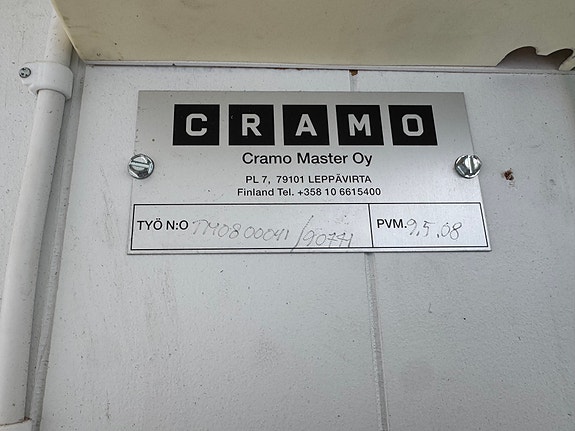 CRAMO
Cramo Master Oy
PL 7, 79101 LEPPÄVIRTA
Finland Tel. +358 10 6615400
TYÖ N:O TM0800041/90741 PVM. 9.5.08